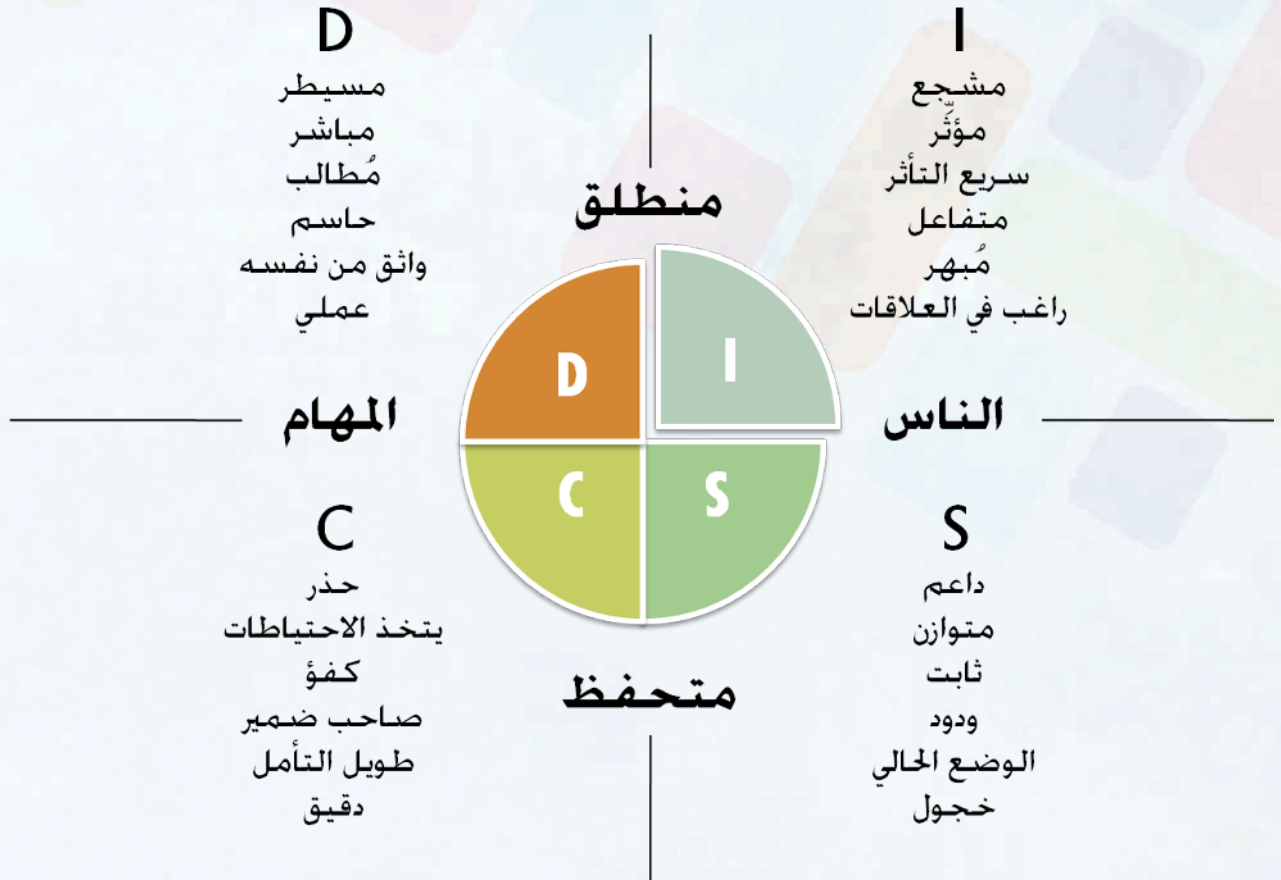 D
مسيطر
مباشر
مُطالب
حاسم
واثق من نفسه
عملي
I
مشجع
مؤثِّر
سريع التأثر
متفاعل
مُبهر
راغب في العلاقات
منطلق
المهام
الناس
D
I
C
S
C
حذر
يتخذ الاحتياطات
كفؤ
صاحب ضمير
طويل التأمل
دقيق
S
داعم
متوازن
ثابت
ودود
الوضع الحالي
خجول
متحفظ